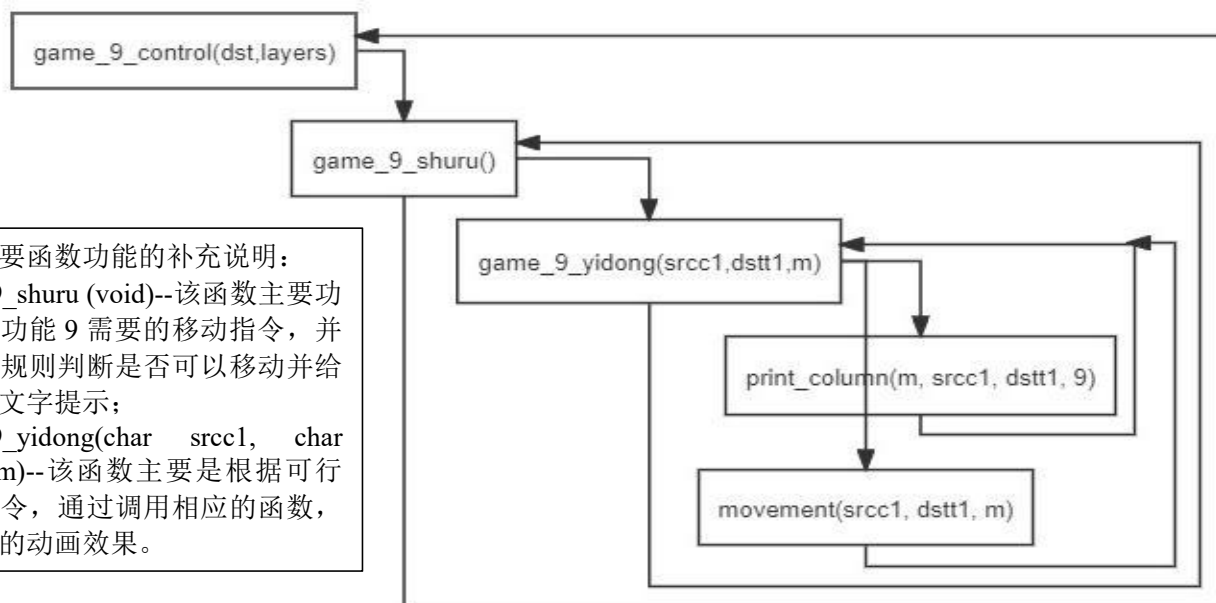 game_9_control(dst,layers)
game_9_shuru()
game_9_yidong(srcc1,dstt1,m)
print_column(m, srcc1, dstt1, 9)
movement(srcc1, dstt1, m)
要函数功能的补充说明：
_shuru (void)--该函数主要功
功能 9 需要的移动指令，并
规则判断是否可以移动并给
文字提示；
_yidong(char srcc1, char
m)--该函数主要是根据可行
令，通过调用相应的函数，
的动画效果。